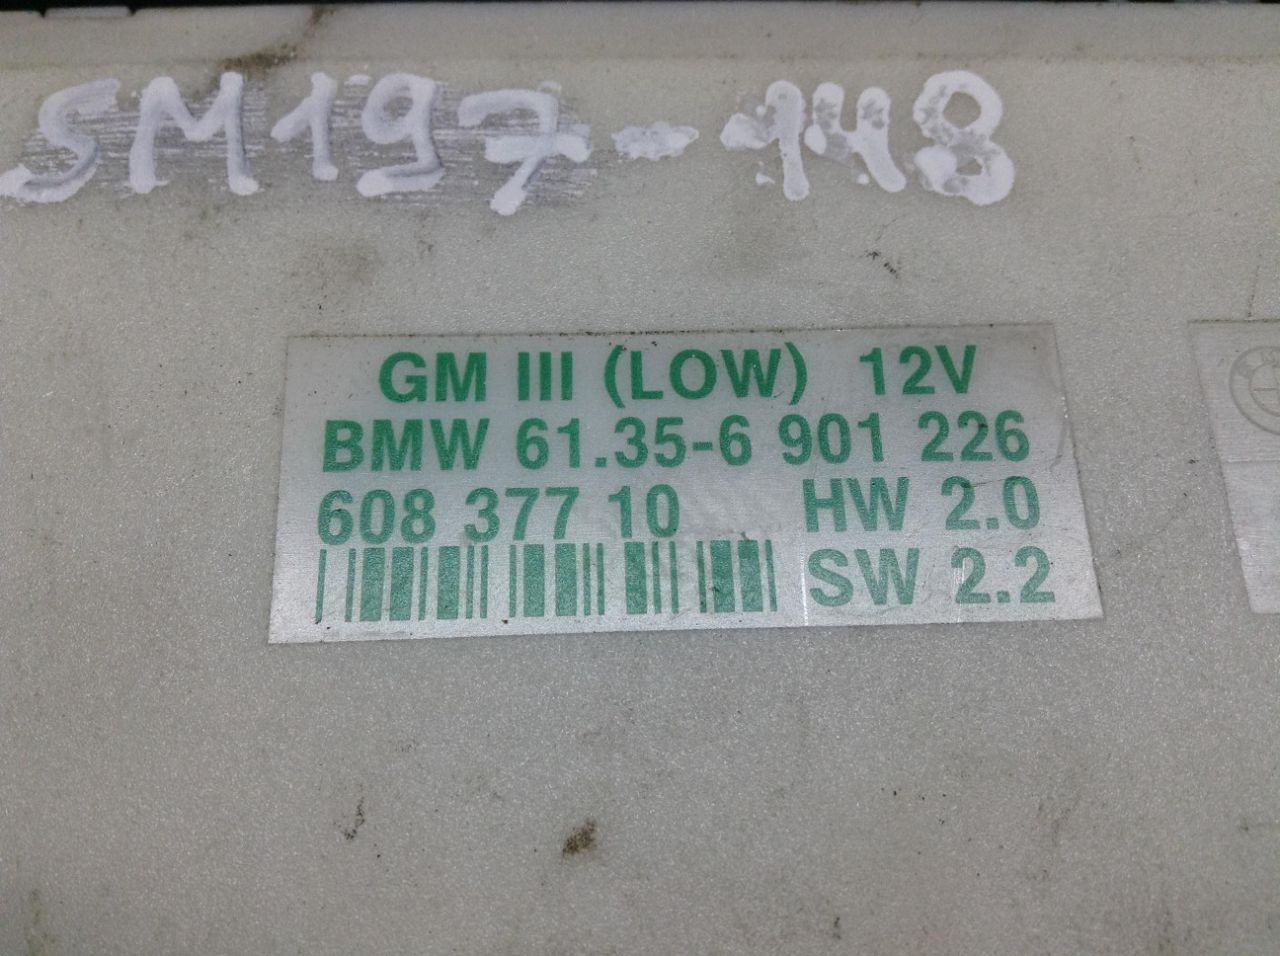 SM197-148
GM III (LOW) 12V
BMW 61.35-6 901 226
608 377 10 HW 2.0
SW 2.2